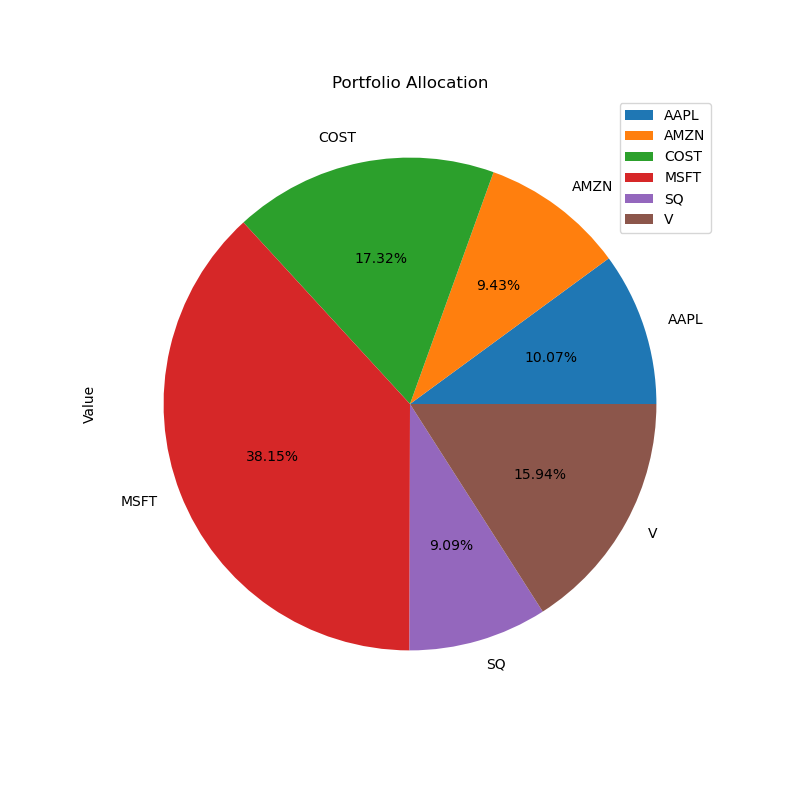 Portfolio Allocation
AAPL
AMZN
COST
MSFT
SQ
V
COST
AMZN
17.32%
9.43%
AAPL
10.07%
Value
38.15%
15.94%
MSFT
V
9.09%
SQ